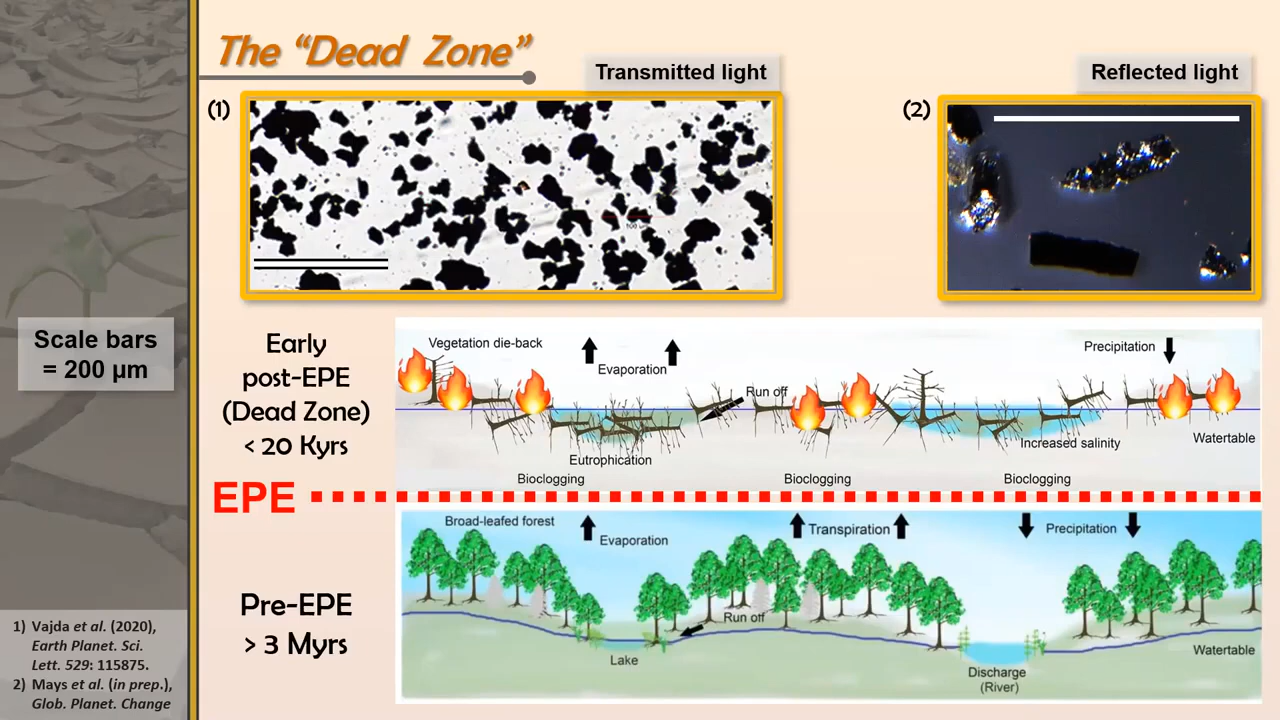 The “Dead Zone”
Transmitted light
Reflected light
(1)
(2)
100 um
Scale bars
= 200 µm
Early
post-EPE
(Dead Zone)
< 20 Kyrs
Vegetation die-back
Evaporation
Run off
Precipitation
Eutrophication
Increased salinity
Watertable
Bioclogging
Bioclogging
Bioclogging
EPE
Pre-EPE
> 3 Myrs
Broad-leafed forest
Evaporation
Transpiration
Precipitation
Run off
Lake
Discharge
(River)
Watertable
1) Vajda et al. (2020),
Earth Planet. Sci.
Lett. 529: 115875.
2) Mays et al. (in prep.),
Glob. Planet. Change